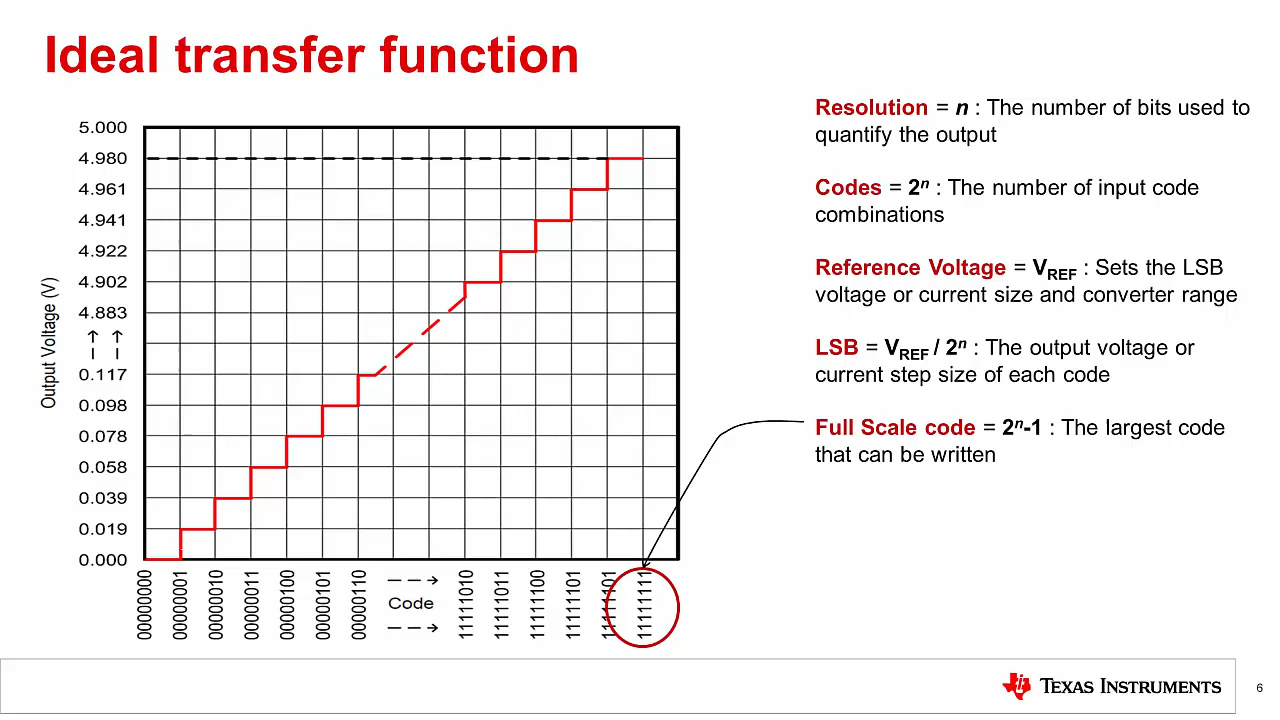 Ideal transfer function
Resolution = n : The number of bits used to
quantify the output
Codes = 2ⁿ : The number of input code
combinations
Reference Voltage = VREF : Sets the LSB
voltage or current size and converter range
LSB = VREF / 2ⁿ : The output voltage or
current step size of each code
Full Scale code = 2ⁿ-1 : The largest code
that can be written
Output Voltage (V)
5.000
4.980
4.961
4.941
4.922
4.902
4.883
0.117
0.098
0.078
0.058
0.039
0.019
0.000
00000000
00000001
00000010
00000011
00000100
00000101
00000110
Code
11111010
11111011
11111100
11111101
11111101
11111111
TEXAS INSTRUMENTS
6